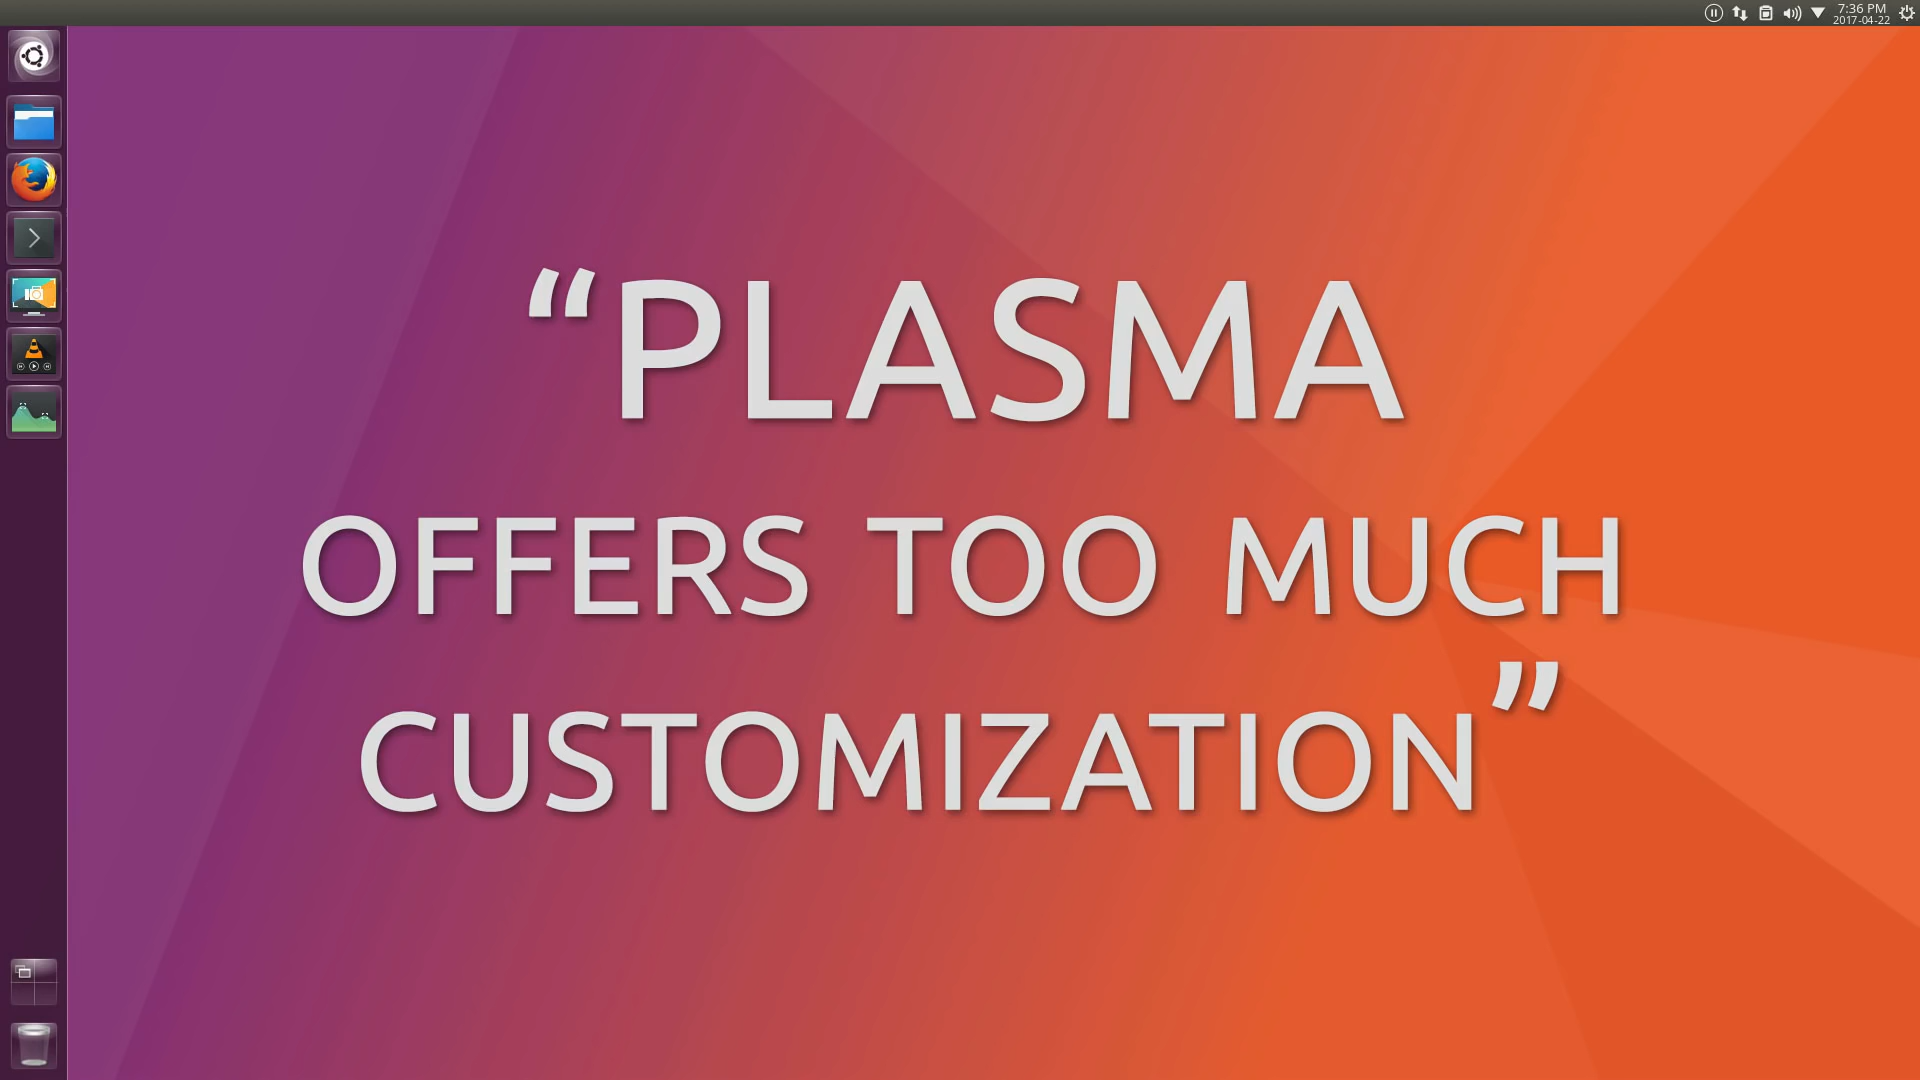 7:36 PM
2017-04-22
“PLASMA
OFFERS TOO MUCH
CUSTOMIZATION”